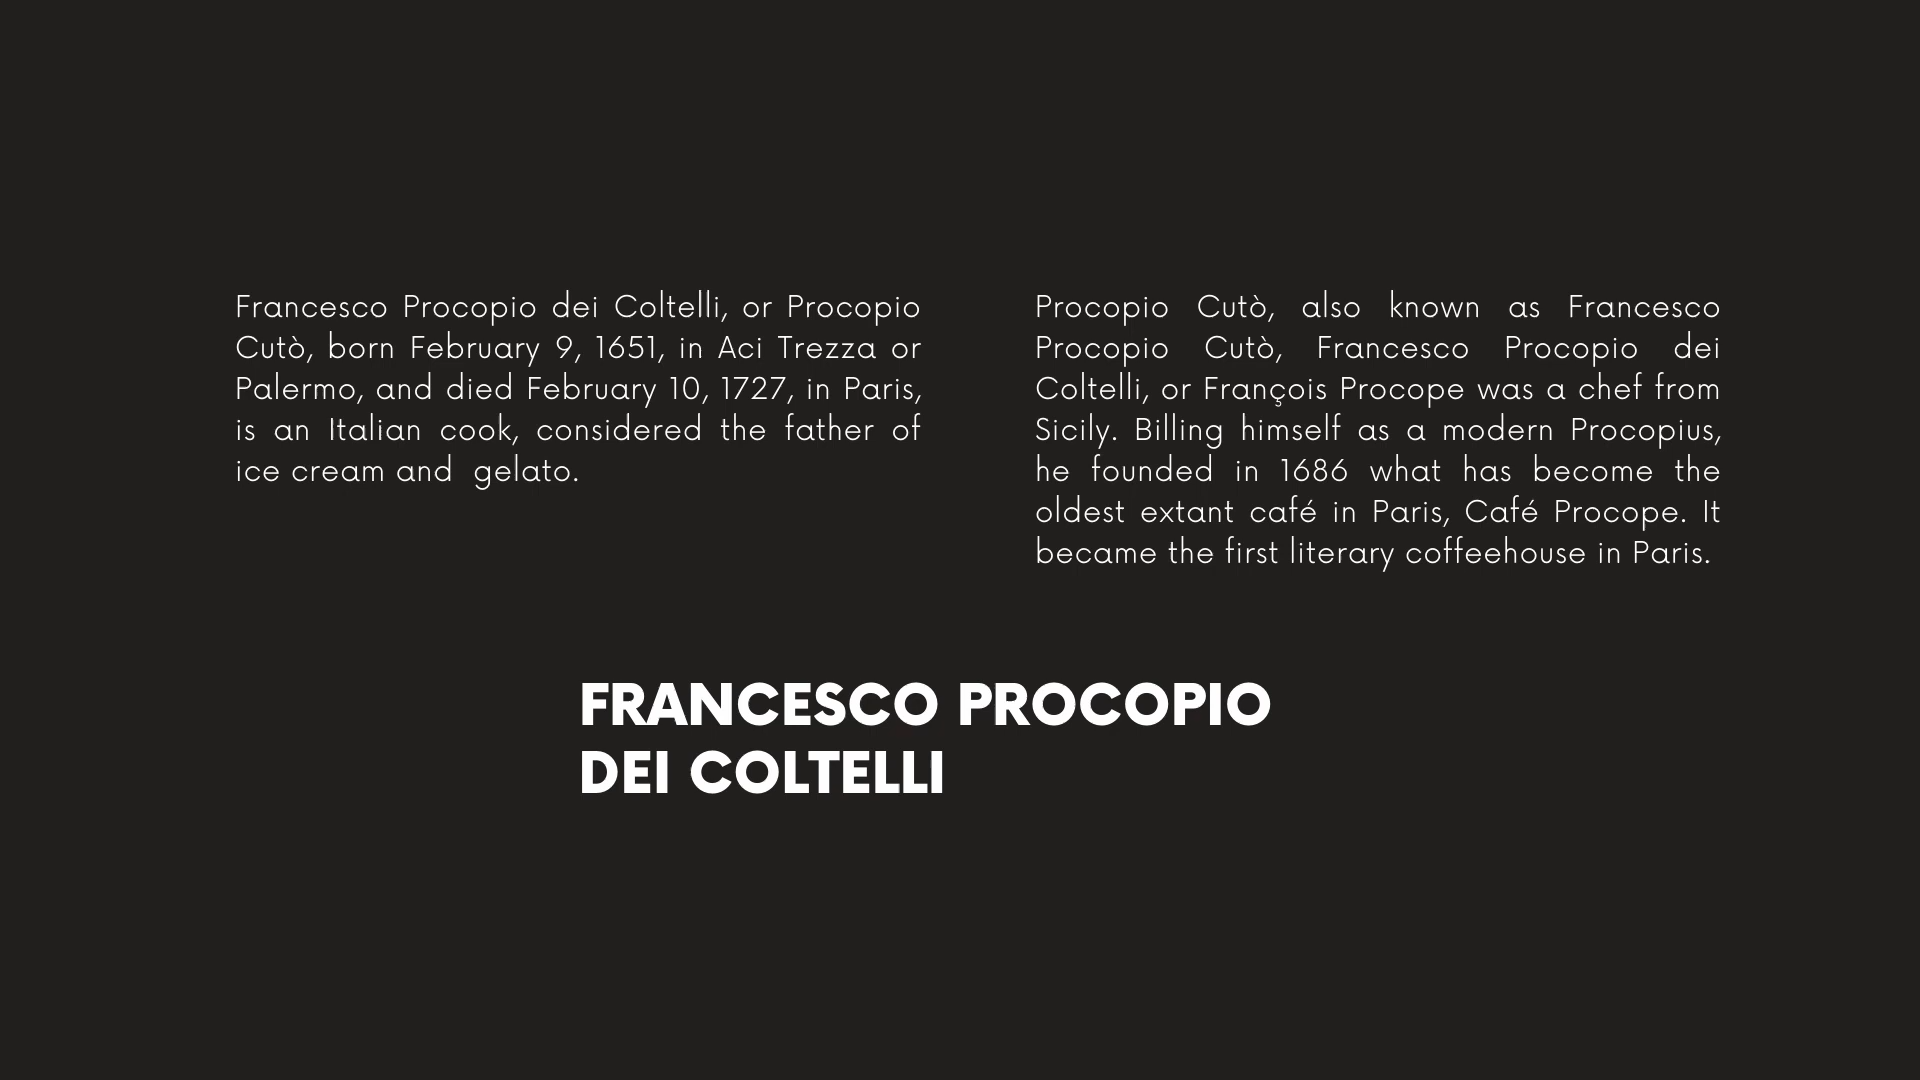 Francesco Procopio dei Coltelli, or Procopio
Cutò, born February 9, 1651, in Aci Trezza or
Palermo, and died February 10, 1727, in Paris,
is an Italian cook, considered the father of
ice cream and  gelato.
Procopio Cutò, also known as Francesco
Procopio Cutò, Francesco Procopio dei
Coltelli, or François Procope was a chef from
Sicily. Billing himself as a modern Procopius,
he founded in 1686 what has become the
oldest extant café in Paris, Café Procope. It
became the first literary coffeehouse in Paris.
FRANCESCO PROCOPIO
DEI COLTELLI